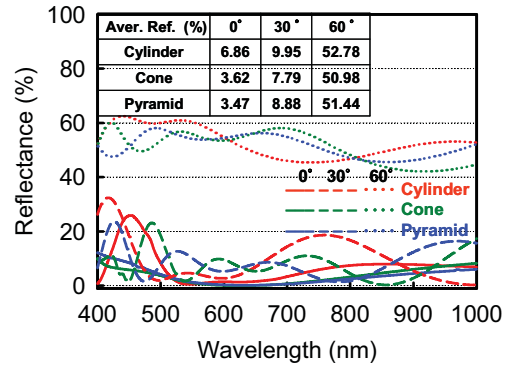 Reflectance (%)
100
80
60
40
20
0
Aver. Ref. (%) 0° 30° 60°
Cylinder 6.86 9.95 52.78
Cone 3.62 7.79 50.98
Pyramid 3.47 8.88 51.44
0° 30° 60°
Cylinder
Cone
Pyramid
400 500 600 700 800 900 1000
Wavelength (nm)